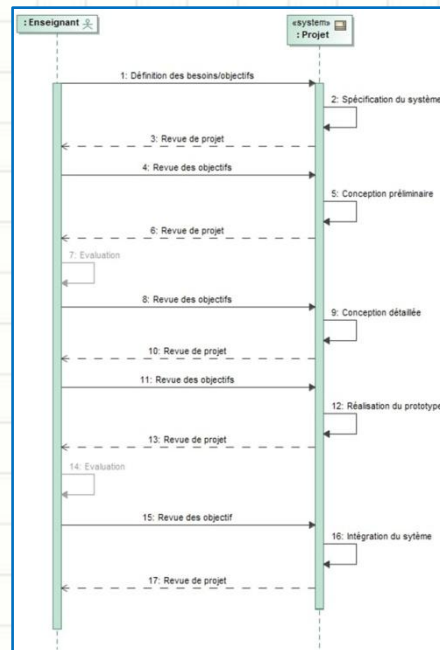 : Enseignant
«system»
: Projet
1: Définition des besoins/objectifs
2: Spécification du système
3: Revue de projet
4: Revue des objectifs
5: Conception préliminaire
6: Revue de projet
7: Evaluation
8: Revue des objectifs
9: Conception détaillée
10: Revue de projet
11: Revue des objectifs
12: Réalisation du prototype
13: Revue de projet
14: Evaluation
15: Revue des objectif
16: Intégration du sytème
17: Revue de projet